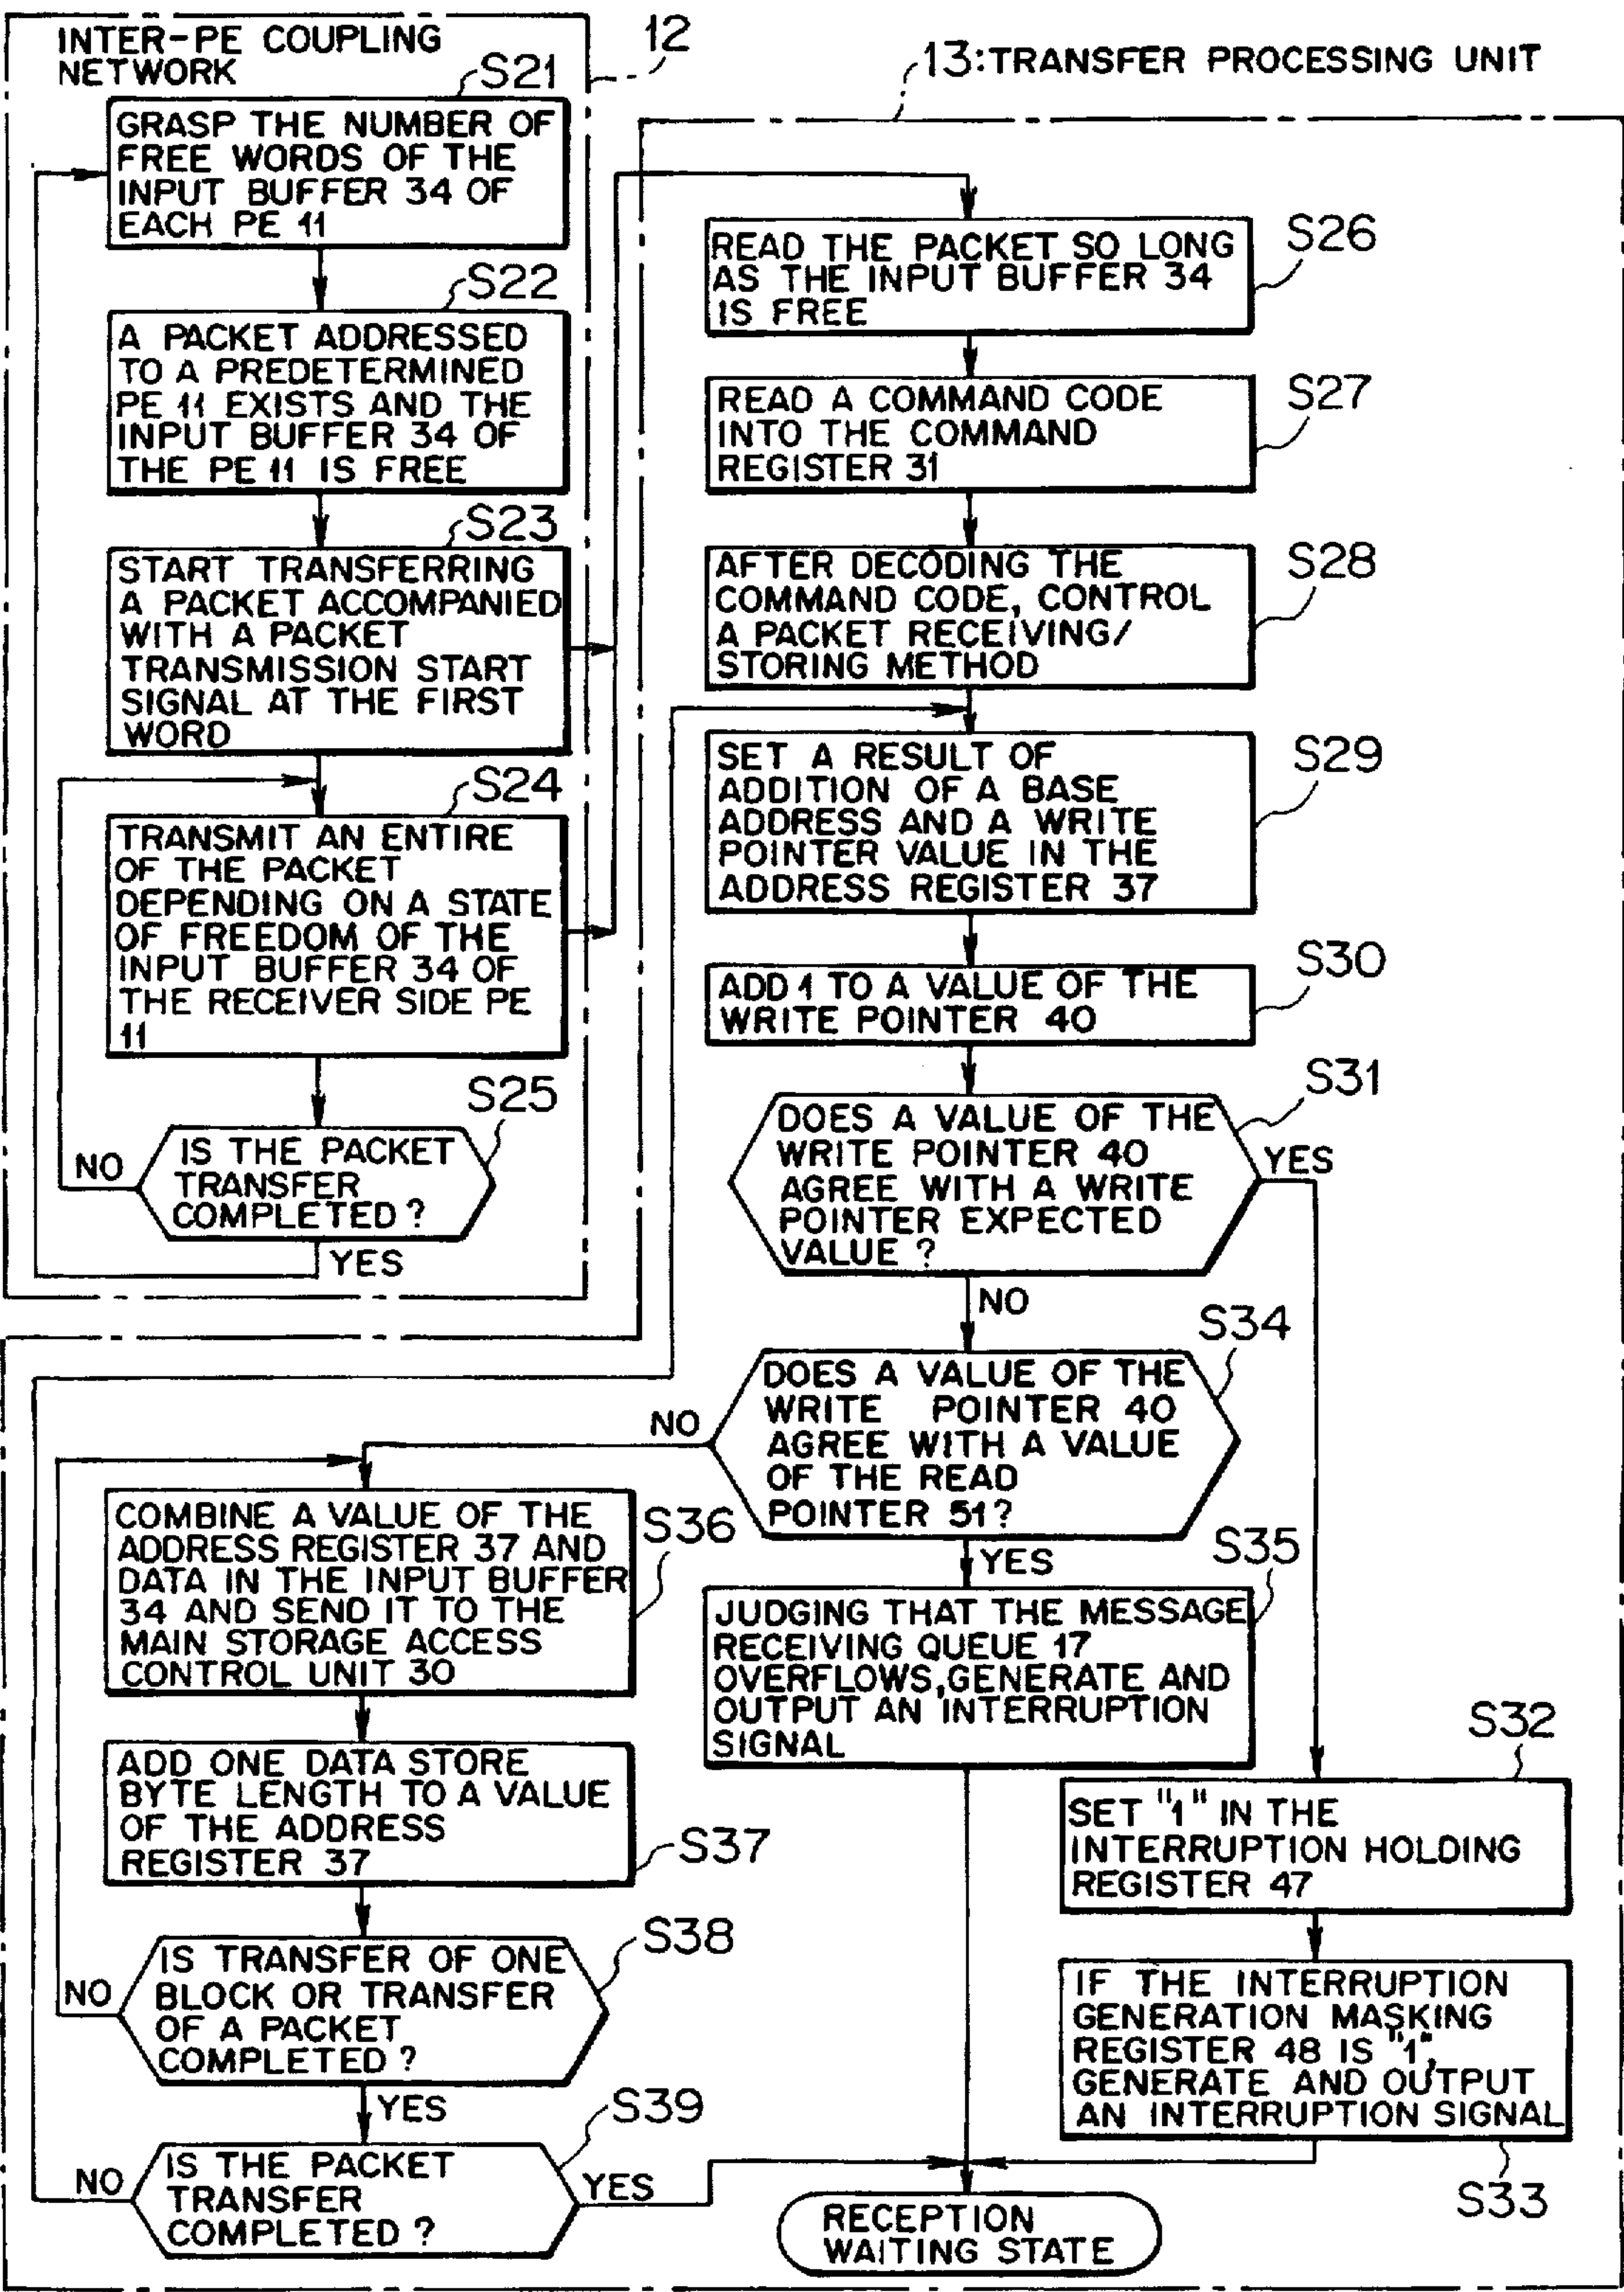 INTER-PE COUPLING
NETWORK
12
S21
GRASP THE NUMBER OF
FREE WORDS OF THE
INPUT BUFFER 34 OF
EACH PE 11
S22
A PACKET ADDRESSED
TO A PREDETERMINED
PE 11 EXISTS AND THE
INPUT BUFFER 34 OF
THE PE 11 IS FREE
S23
START TRANSFERRING
A PACKET ACCOMPANIED
WITH A PACKET
TRANSMISSION START
SIGNAL AT THE FIRST
WORD
S24
TRANSMIT AN ENTIRE
OF THE PACKET
DEPENDING ON A STATE
OF FREEDOM OF THE
INPUT BUFFER 34 OF
THE RECEIVER SIDE PE
11
S25
IS THE PACKET
TRANSFER
COMPLETED ?
NO
YES
13:TRANSFER PROCESSING UNIT
S26
READ THE PACKET SO LONG
AS THE INPUT BUFFER 34
IS FREE
S27
READ A COMMAND CODE
INTO THE COMMAND
REGISTER 31
S28
AFTER DECODING THE
COMMAND CODE, CONTROL
A PACKET RECEIVING/
STORING METHOD
S29
SET A RESULT OF
ADDITION OF A BASE
ADDRESS AND A WRITE
POINTER VALUE IN THE
ADDRESS REGISTER 37
S30
ADD 1 TO A VALUE OF THE
WRITE POINTER 40
S31
DOES A VALUE OF THE
WRITE POINTER 40
AGREE WITH A WRITE
POINTER EXPECTED
VALUE ?
YES
NO
S34
DOES A VALUE OF THE
WRITE POINTER 40
AGREE WITH A VALUE
OF THE READ
POINTER 51?
NO
YES
S35
JUDGING THAT THE MESSAGE
RECEIVING QUEUE 17
OVERFLOWS,GENERATE AND
OUTPUT AN INTERRUPTION
SIGNAL
S36
COMBINE A VALUE OF THE
ADDRESS REGISTER 37 AND
DATA IN THE INPUT BUFFER
34 AND SEND IT TO THE
MAIN STORAGE ACCESS
CONTROL UNIT 30
S37
ADD ONE DATA STORE
BYTE LENGTH TO A VALUE
OF THE ADDRESS
REGISTER 37
S38
IS TRANSFER OF ONE
BLOCK OR TRANSFER
OF A PACKET
COMPLETED ?
NO
YES
S39
IS THE PACKET
TRANSFER
COMPLETED ?
NO
YES
S32
SET "1" IN THE
INTERRUPTION HOLDING
REGISTER 47
IF THE INTERRUPTION
GENERATION MASKING
REGISTER 48 IS "1",
GENERATE AND OUTPUT
AN INTERRUPTION SIGNAL
S33
RECEPTION
WAITING STATE